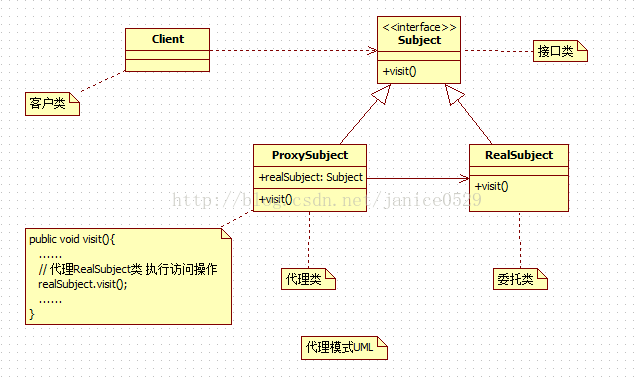 Client
<<interface>>
Subject
+visit()
接口类
客户类
ProxySubject
+realSubject: Subject
+visit()
RealSubject
+visit()
http://blog.csdn.net/janice0529
public void visit(){
......
// 代理RealSubject类 执行访问操作
realSubject.visit();
......
}
代理类
委托类
代理模式UML